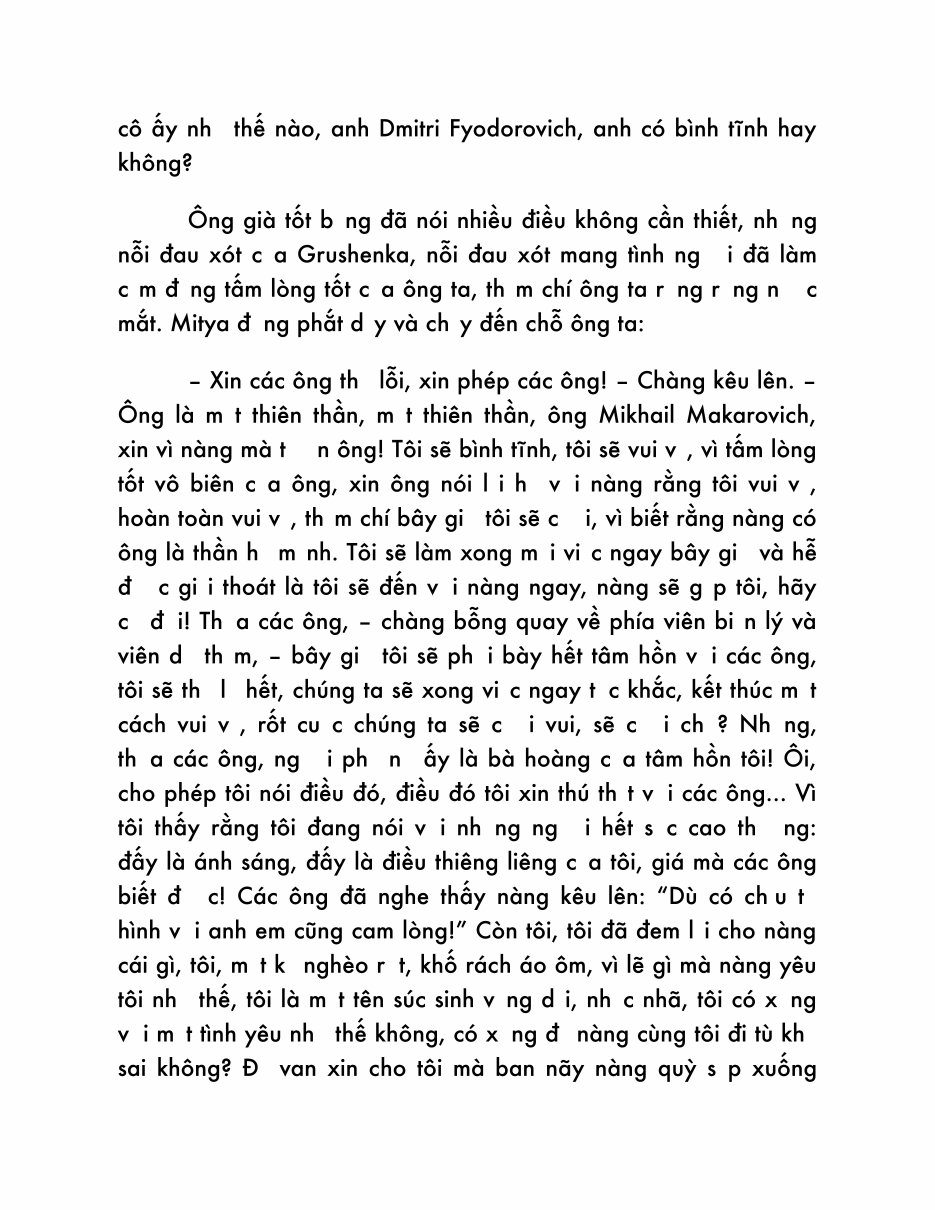 cô ấy nh thế nào, anh Dmitri Fyodorovich, anh có bình tĩnh hay
không?
Ông già tốt b ng đã nói nhiều điều không cần thiết, nh ng
nỗi đau xót c a Grushenka, nỗi đau xót mang tình ng i đã làm
c m đ ng tấm lòng tốt c a ông ta, th m chí ông ta r ng r ng n c
mắt. Mitya đ ng phắt d y và ch y đến chỗ ông ta:
– Xin các ông th lỗi, xin phép các ông! – Chàng kêu lên. –
Ông là m t thiên thần, m t thiên thần, ông Mikhail Makarovich,
xin vì nàng mà t n ông! Tôi sẽ bình tĩnh, tôi sẽ vui v , vì tấm lòng
tốt vô biên c a ông, xin ông nói l i h v i nàng rằng tôi vui v ,
hoàn toàn vui v , th m chí bây gi tôi sẽ c i, vì biết rằng nàng có
ông là thần h m nh. Tôi sẽ làm xong m i vi c ngay bây gi và hễ
đ c gi i thoát là tôi sẽ đến v i nàng ngay, nàng sẽ g p tôi, hãy
c đ i! Th a các ông, – chàng bỗng quay về phía viên bi n lý và
viên d th m, – bây gi tôi sẽ ph i bày hết tâm hồn v i các ông,
tôi sẽ th l hết, chúng ta sẽ xong vi c ngay t c khắc, kết thúc m t
cách vui v , rốt cu c chúng ta sẽ c i vui, sẽ c i ch ? Nh ng,
th a các ông, ng i ph n ấy là bà hoàng c a tâm hồn tôi! Ôi,
cho phép tôi nói điều đó, điều đó tôi xin thú th t v i các ông... Vì
tôi thấy rằng tôi đang nói v i nh ng ng i hết s c cao th ng:
đấy là ánh sáng, đấy là điều thiêng liêng c a tôi, giá mà các ông
biết đ c! Các ông đã nghe thấy nàng kêu lên: “Dù có ch u t
hình v i anh em cũng cam lòng!” Còn tôi, tôi đã đem l i cho nàng
cái gì, tôi, m t k nghèo r t, khố rách áo ôm, vì lẽ gì mà nàng yêu
tôi nh thế, tôi là m t tên súc sinh v ng d i, nh c nhã, tôi có x ng
v i m t tình yêu nh thế không, có x ng đ nàng cùng tôi đi tù kh
sai không? Đ van xin cho tôi mà ban nãy nàng quỳ s p xuống